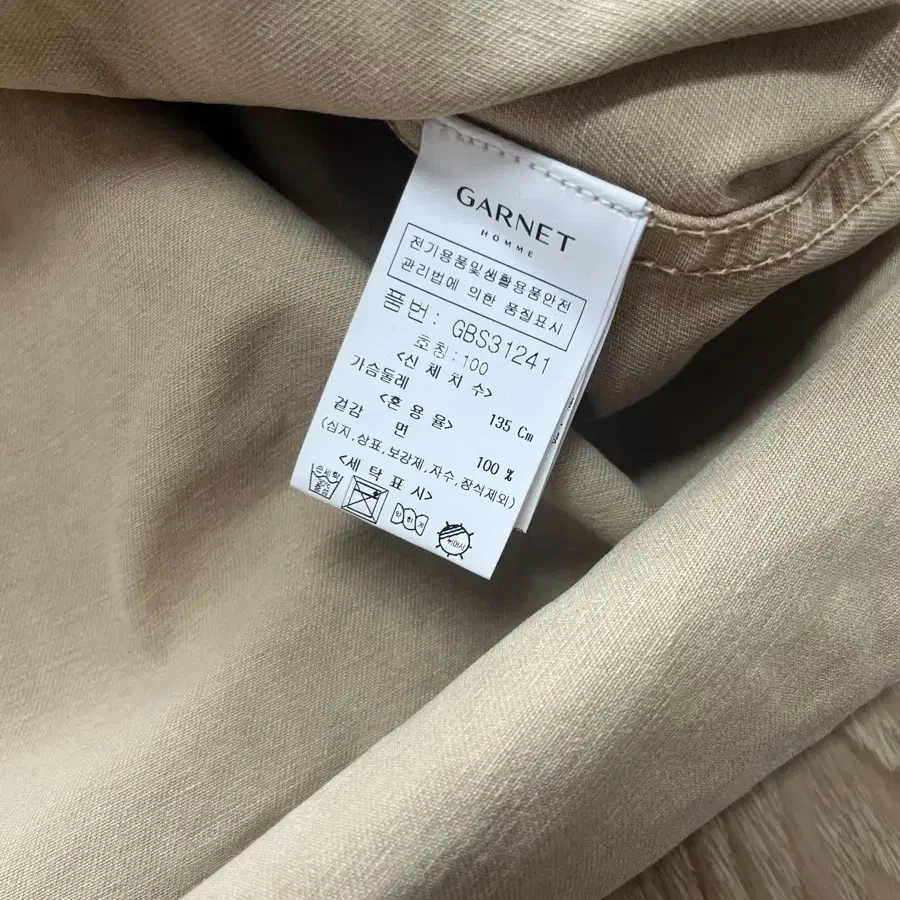 GARNET
HOMME
전기용품및생활용품안전
관리법에 의한 품질표시
품번: GBS31241
호칭:100
<신 체 치 수>
가슴둘레 135 Cm
<혼 용 율>
겉감 면 100 %
(심지,상표,보강제,자수,장식제외)
<세 탁 표 시>
손세탁